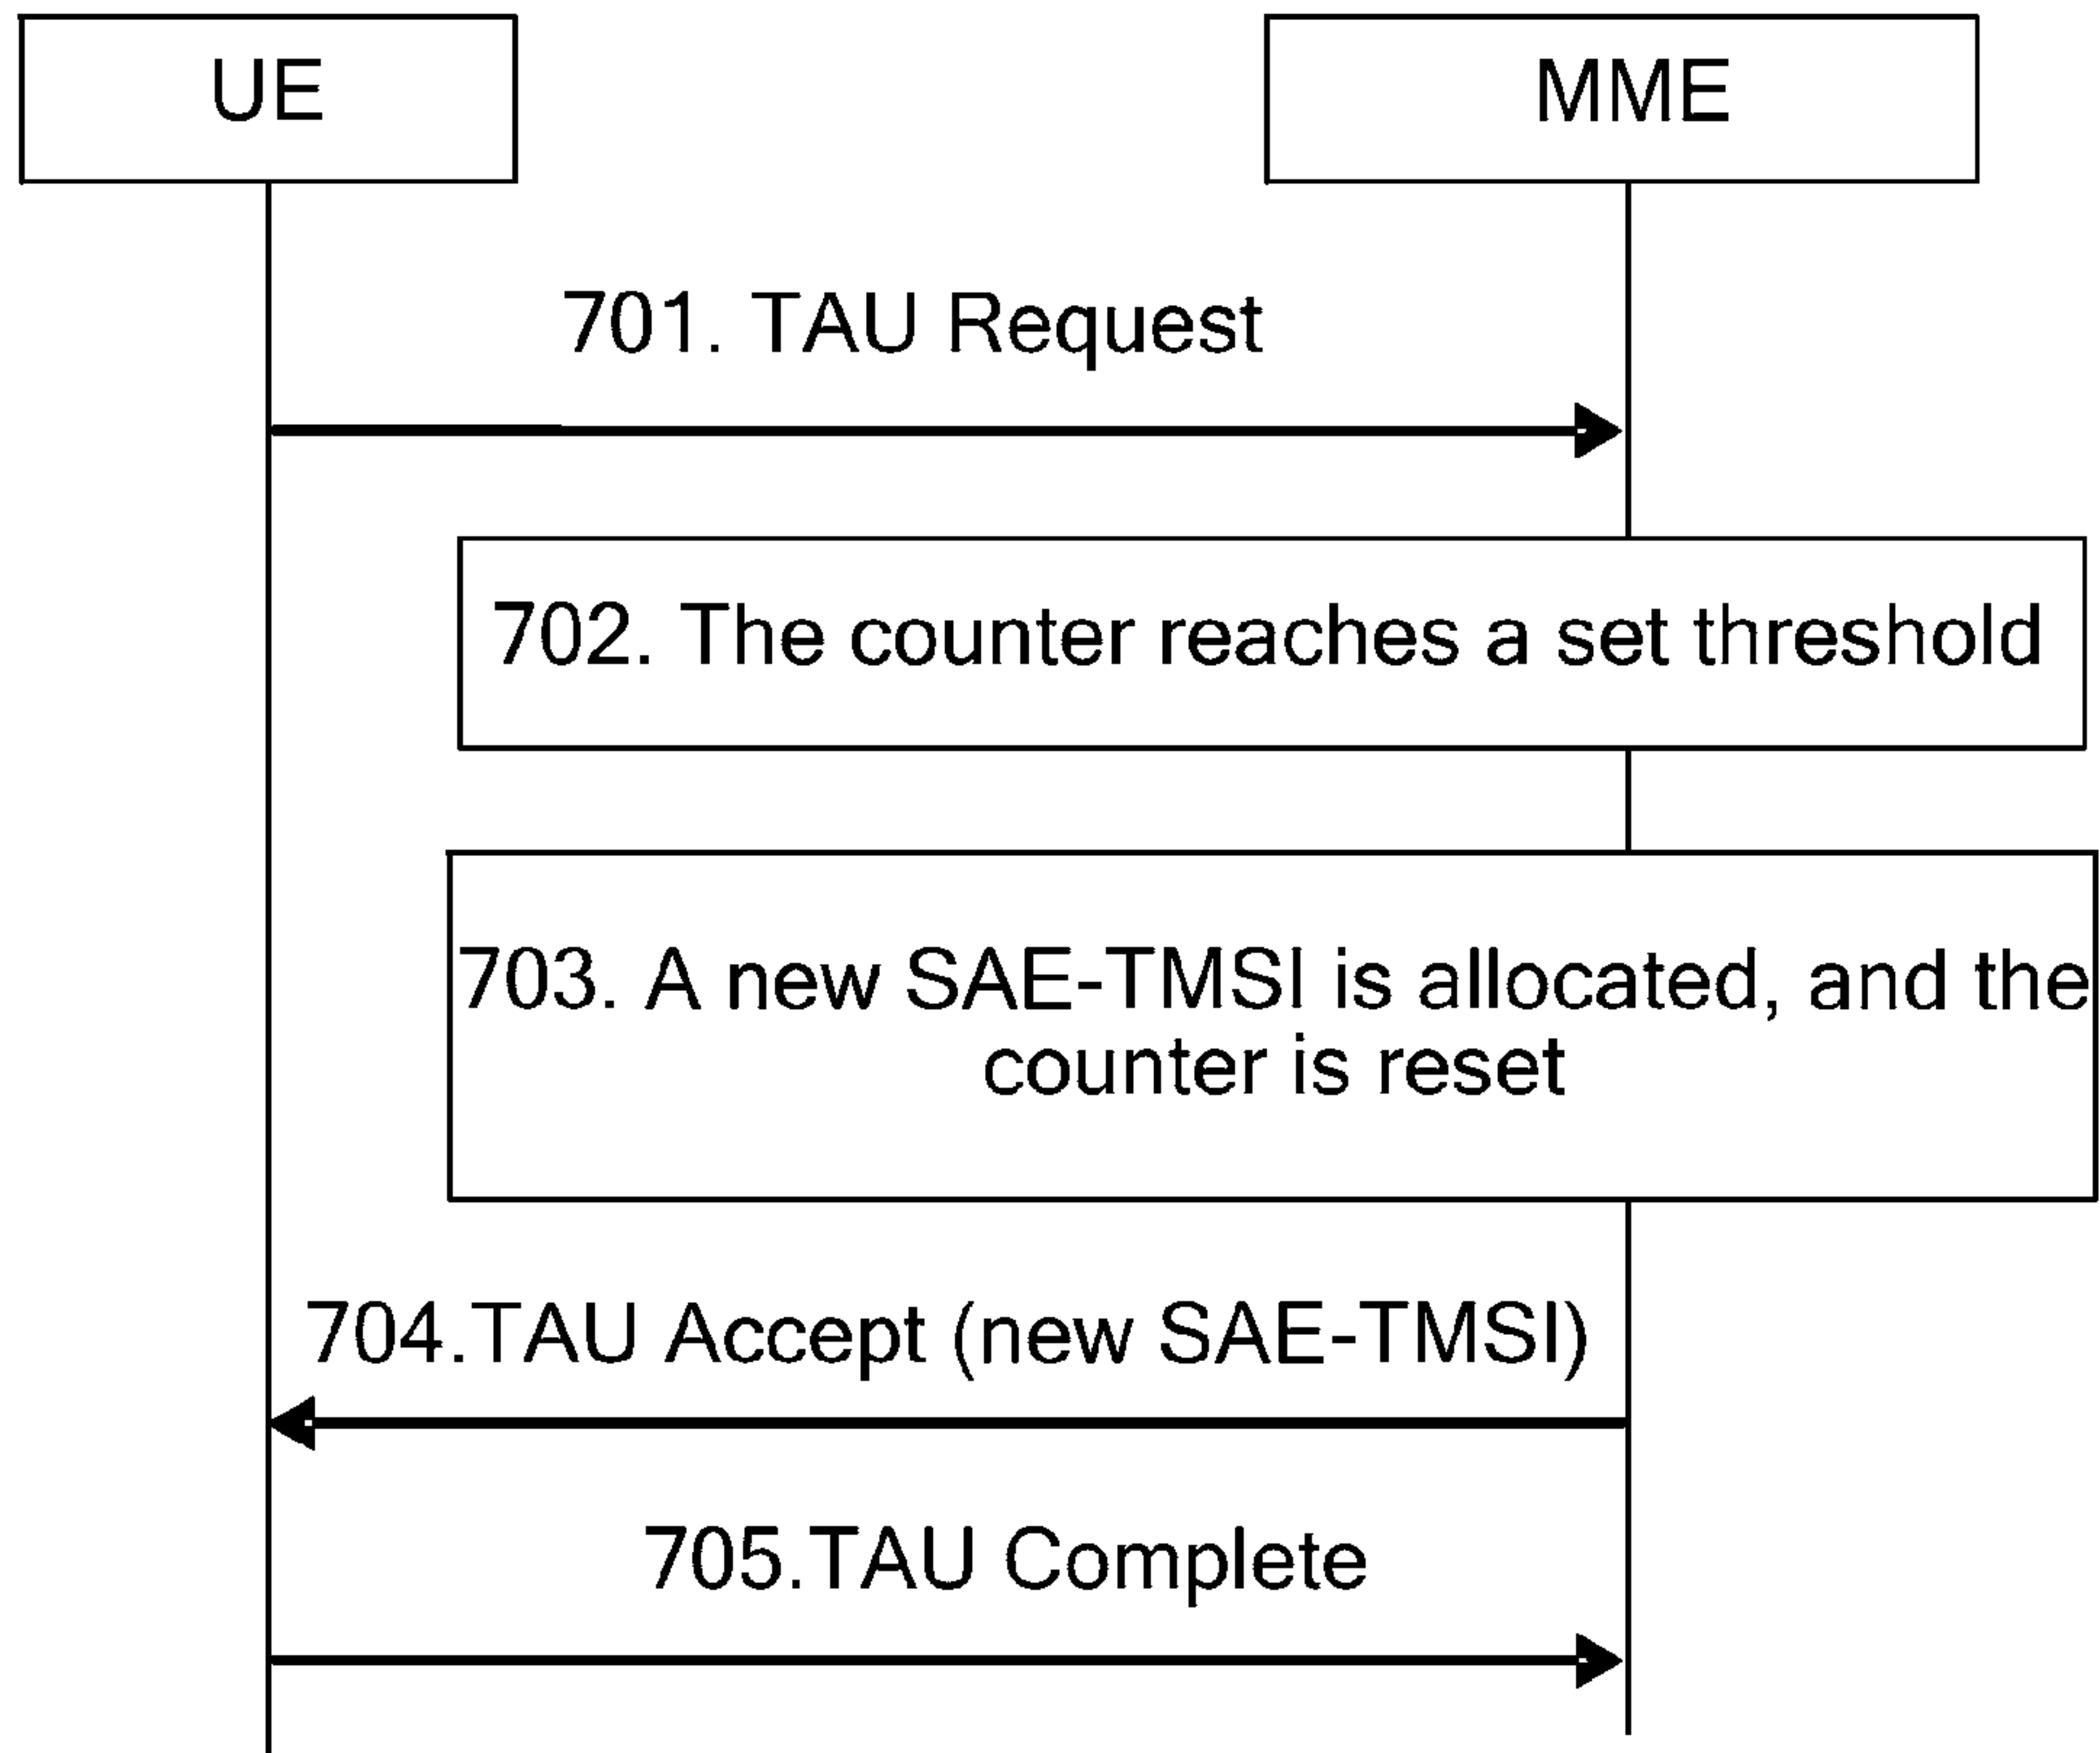 UE
MME
701. TAU Request
702. The counter reaches a set threshold
703. A new SAE-TMSI is allocated, and the
counter is reset
704.TAU Accept (new SAE-TMSI)
705.TAU Complete